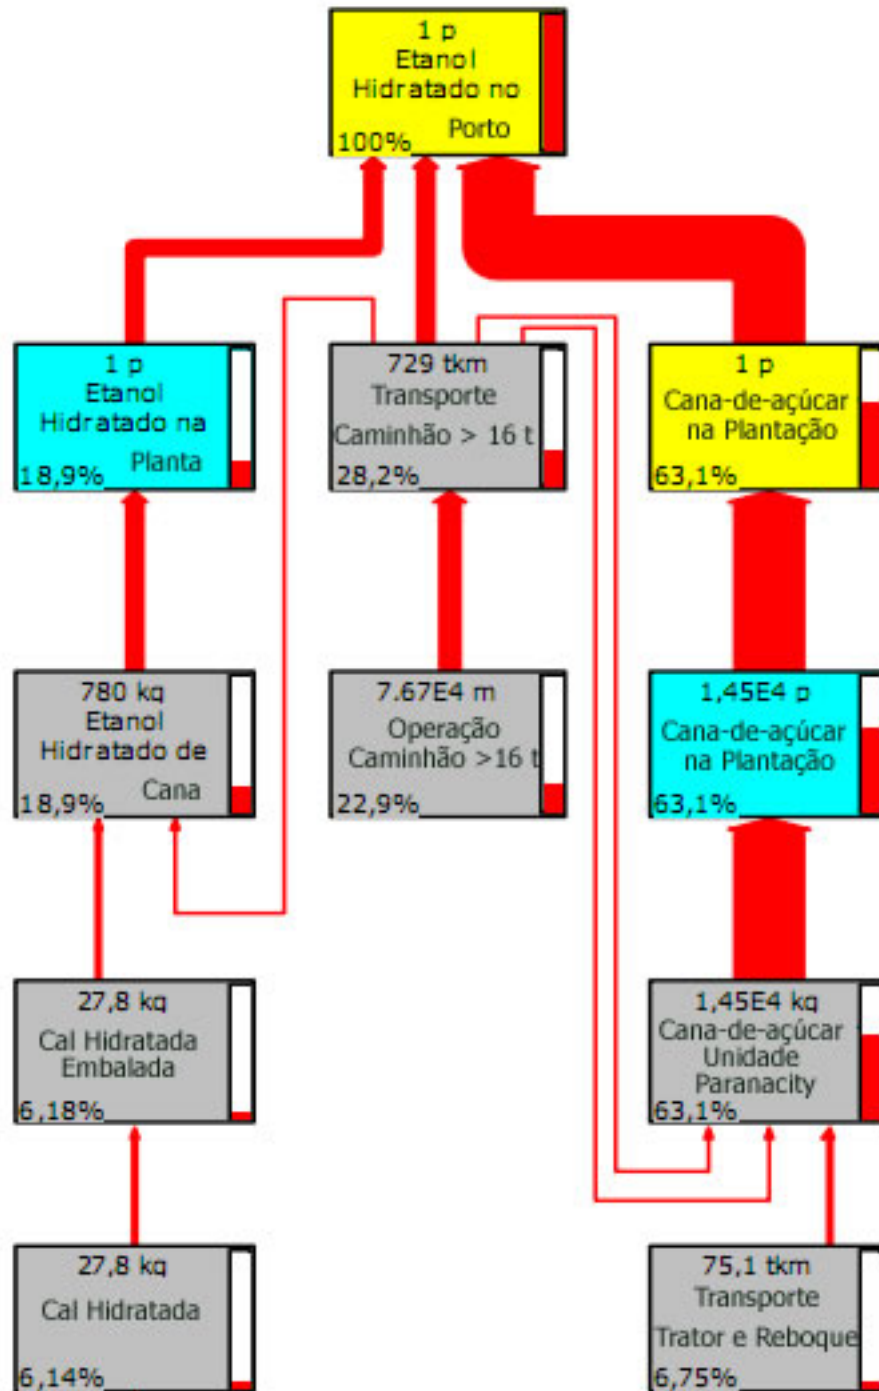 1 p
Etanol
Hidratado no
Porto
100%
1 p
Etanol
Hidratado na
Planta
18,9%
729 tkm
Transporte
Caminhão > 16 t
28,2%
1 p
Cana-de-açúcar
na Plantação
63,1%
780 kg
Etanol
Hidratado de
Cana
18,9%
7.67E4 m
Operação
Caminhão >16 t
22,9%
1,45E4 p
Cana-de-açúcar
na Plantação
63,1%
27,8 kg
Cal Hidratada
Embalada
6,18%
1,45E4 kg
Cana-de-açúcar
Unidade
Paranacity
63,1%
27,8 kg
Cal Hidratada
6,14%
75,1 tkm
Transporte
Trator e Reboque
6,75%